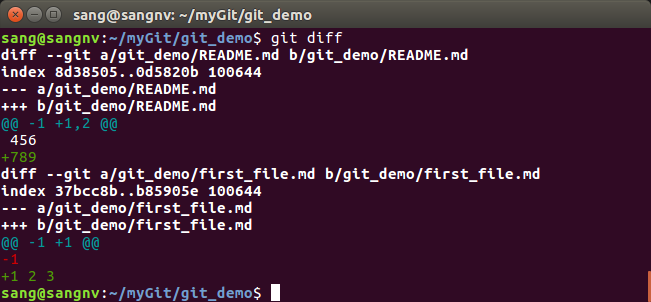 sang@sangnv: ~/myGit/git_demo
sang@sangnv:~/myGit/git_demo$ git diff
diff --git a/git_demo/README.md b/git_demo/README.md
index 8d38505..0d5820b 100644
--- a/git_demo/README.md
+++ b/git_demo/README.md
@@ -1 +1,2 @@
 456
+789
diff --git a/git_demo/first_file.md b/git_demo/first_file.md
index 37bcc8b..b85905e 100644
--- a/git_demo/first_file.md
+++ b/git_demo/first_file.md
@@ -1 +1 @@
-1
+1 2 3
sang@sangnv:~/myGit/git_demo$